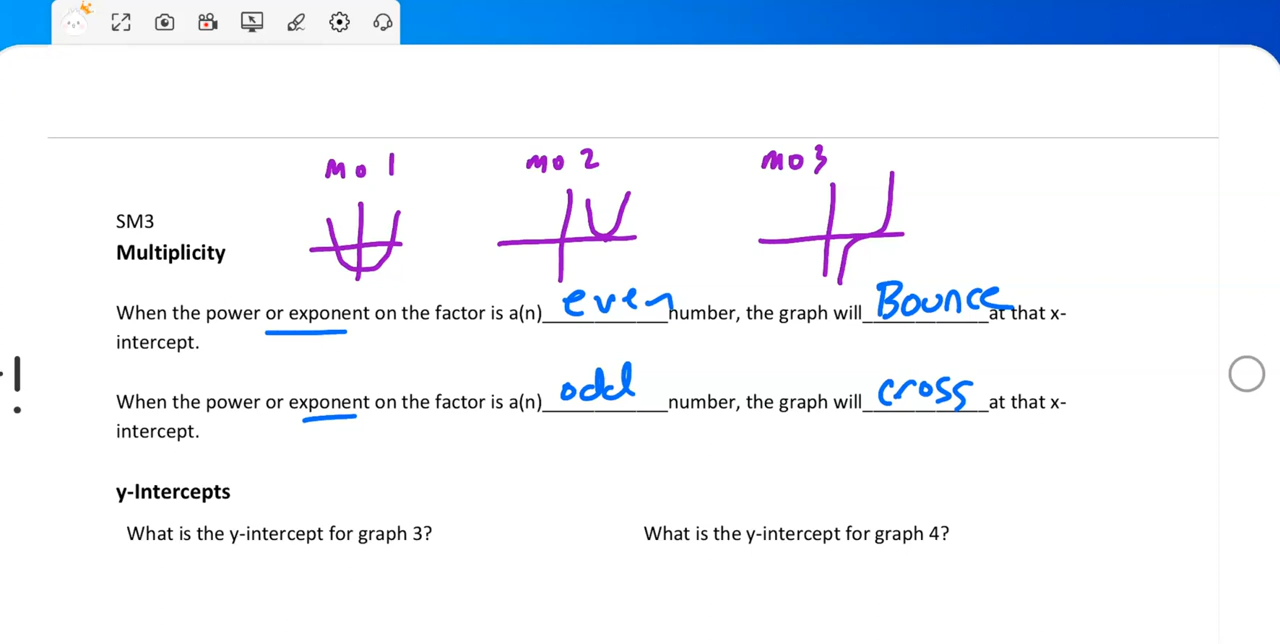 Mo 1 mo 2 mo 3
SM3
Multiplicity
When the power or exponent on the factor is a(n) even number, the graph will Bounce at that x-
intercept.
When the power or exponent on the factor is a(n) odd number, the graph will cross at that x-
intercept.
y-Intercepts
What is the y-intercept for graph 3? What is the y-intercept for graph 4?